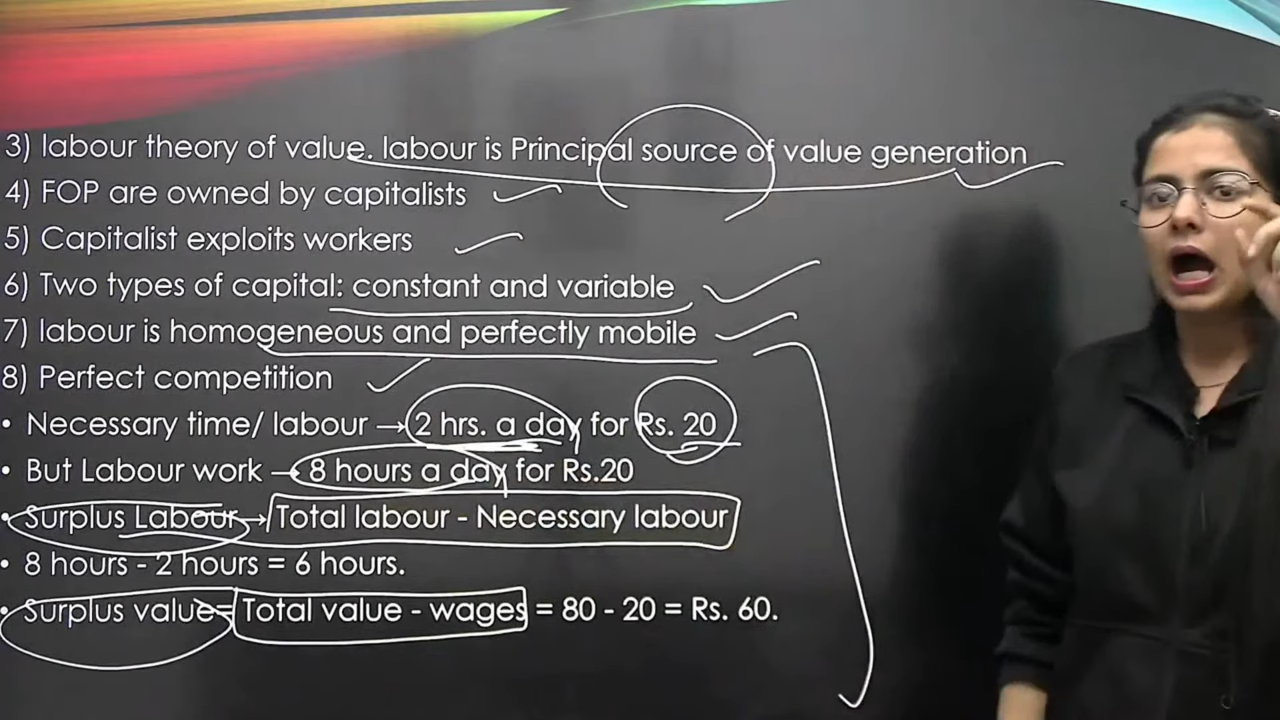 3) labour theory of value. labour is Principal source of value generation
4) FOP are owned by capitalists
5) Capitalist exploits workers
6) Two types of capital: constant and variable
7) labour is homogeneous and perfectly mobile
8) Perfect competition
• Necessary time/ labour → 2 hrs. a day for Rs. 20
• But Labour work → 8 hours a day for Rs.20
• Surplus Labour → Total labour - Necessary labour
• 8 hours - 2 hours = 6 hours.
• Surplus value= Total value - wages = 80 - 20 = Rs. 60.